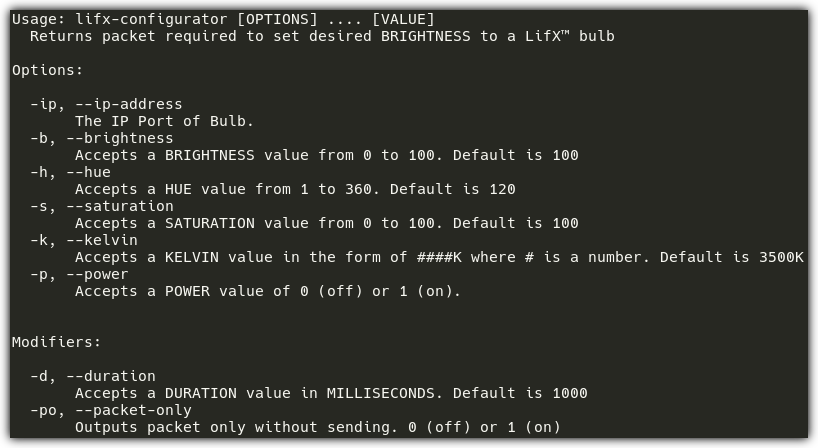 Usage: lifx-configurator [OPTIONS] .... [VALUE]
Returns packet required to set desired BRIGHTNESS to a LifX™ bulb
Options:
-ip, --ip-address
The IP Port of Bulb.
-b, --brightness
Accepts a BRIGHTNESS value from 0 to 100. Default is 100
-h, --hue
Accepts a HUE value from 1 to 360. Default is 120
-s, --saturation
Accepts a SATURATION value from 0 to 100. Default is 100
-k, --kelvin
Accepts a KELVIN value in the form of ####K where # is a number. Default is 3500K
-p, --power
Accepts a POWER value of 0 (off) or 1 (on).
Modifiers:
-d, --duration
Accepts a DURATION value in MILLISECONDS. Default is 1000
-po, --packet-only
Outputs packet only without sending. 0 (off) or 1 (on)